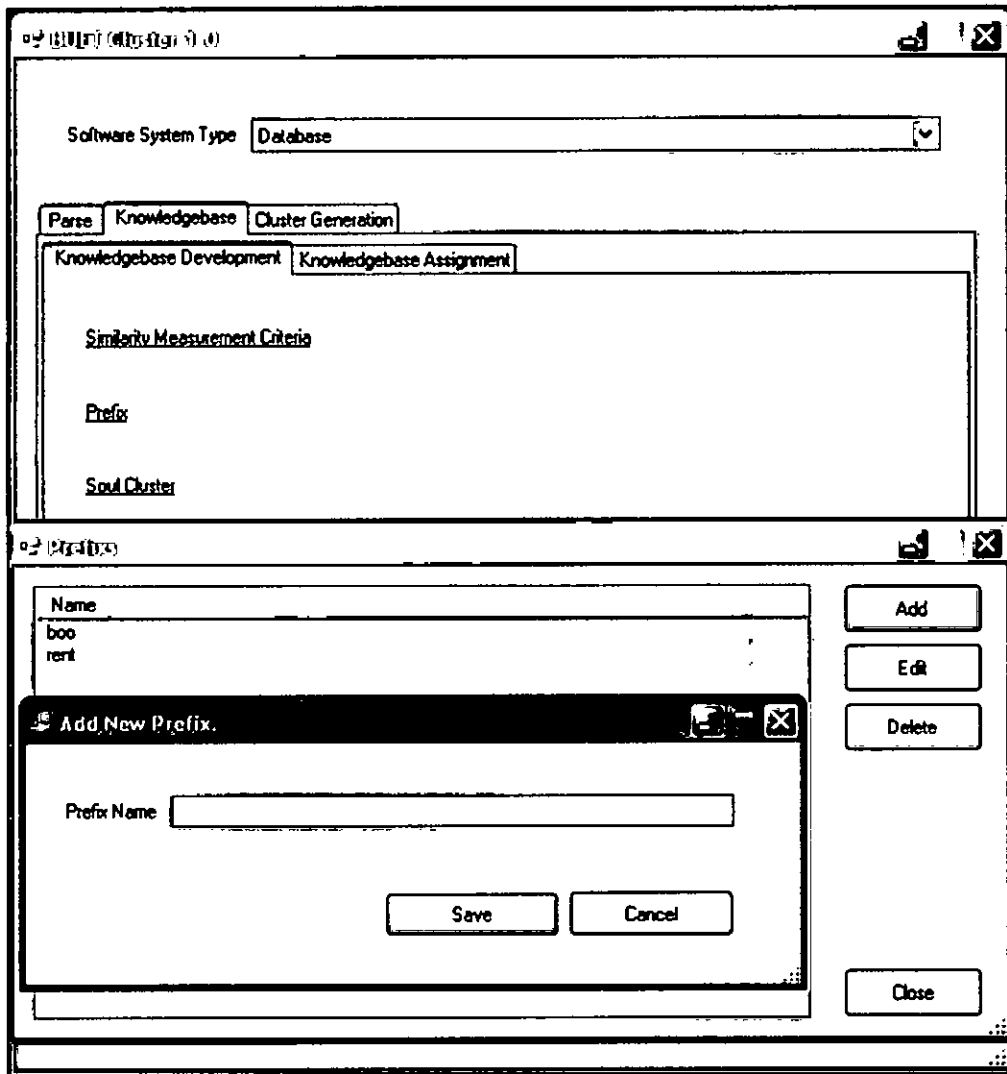 Software System Type Database
Parse Knowledgebase Cluster Generation
Knowledgebase Development Knowledgebase Assignment
Similarity Measurement Criteria
Prefix
Soul Cluster
Name
boo
rent
Add
Edit
Delete
Add New Prefix.
Prefix Name
Save Cancel
Close